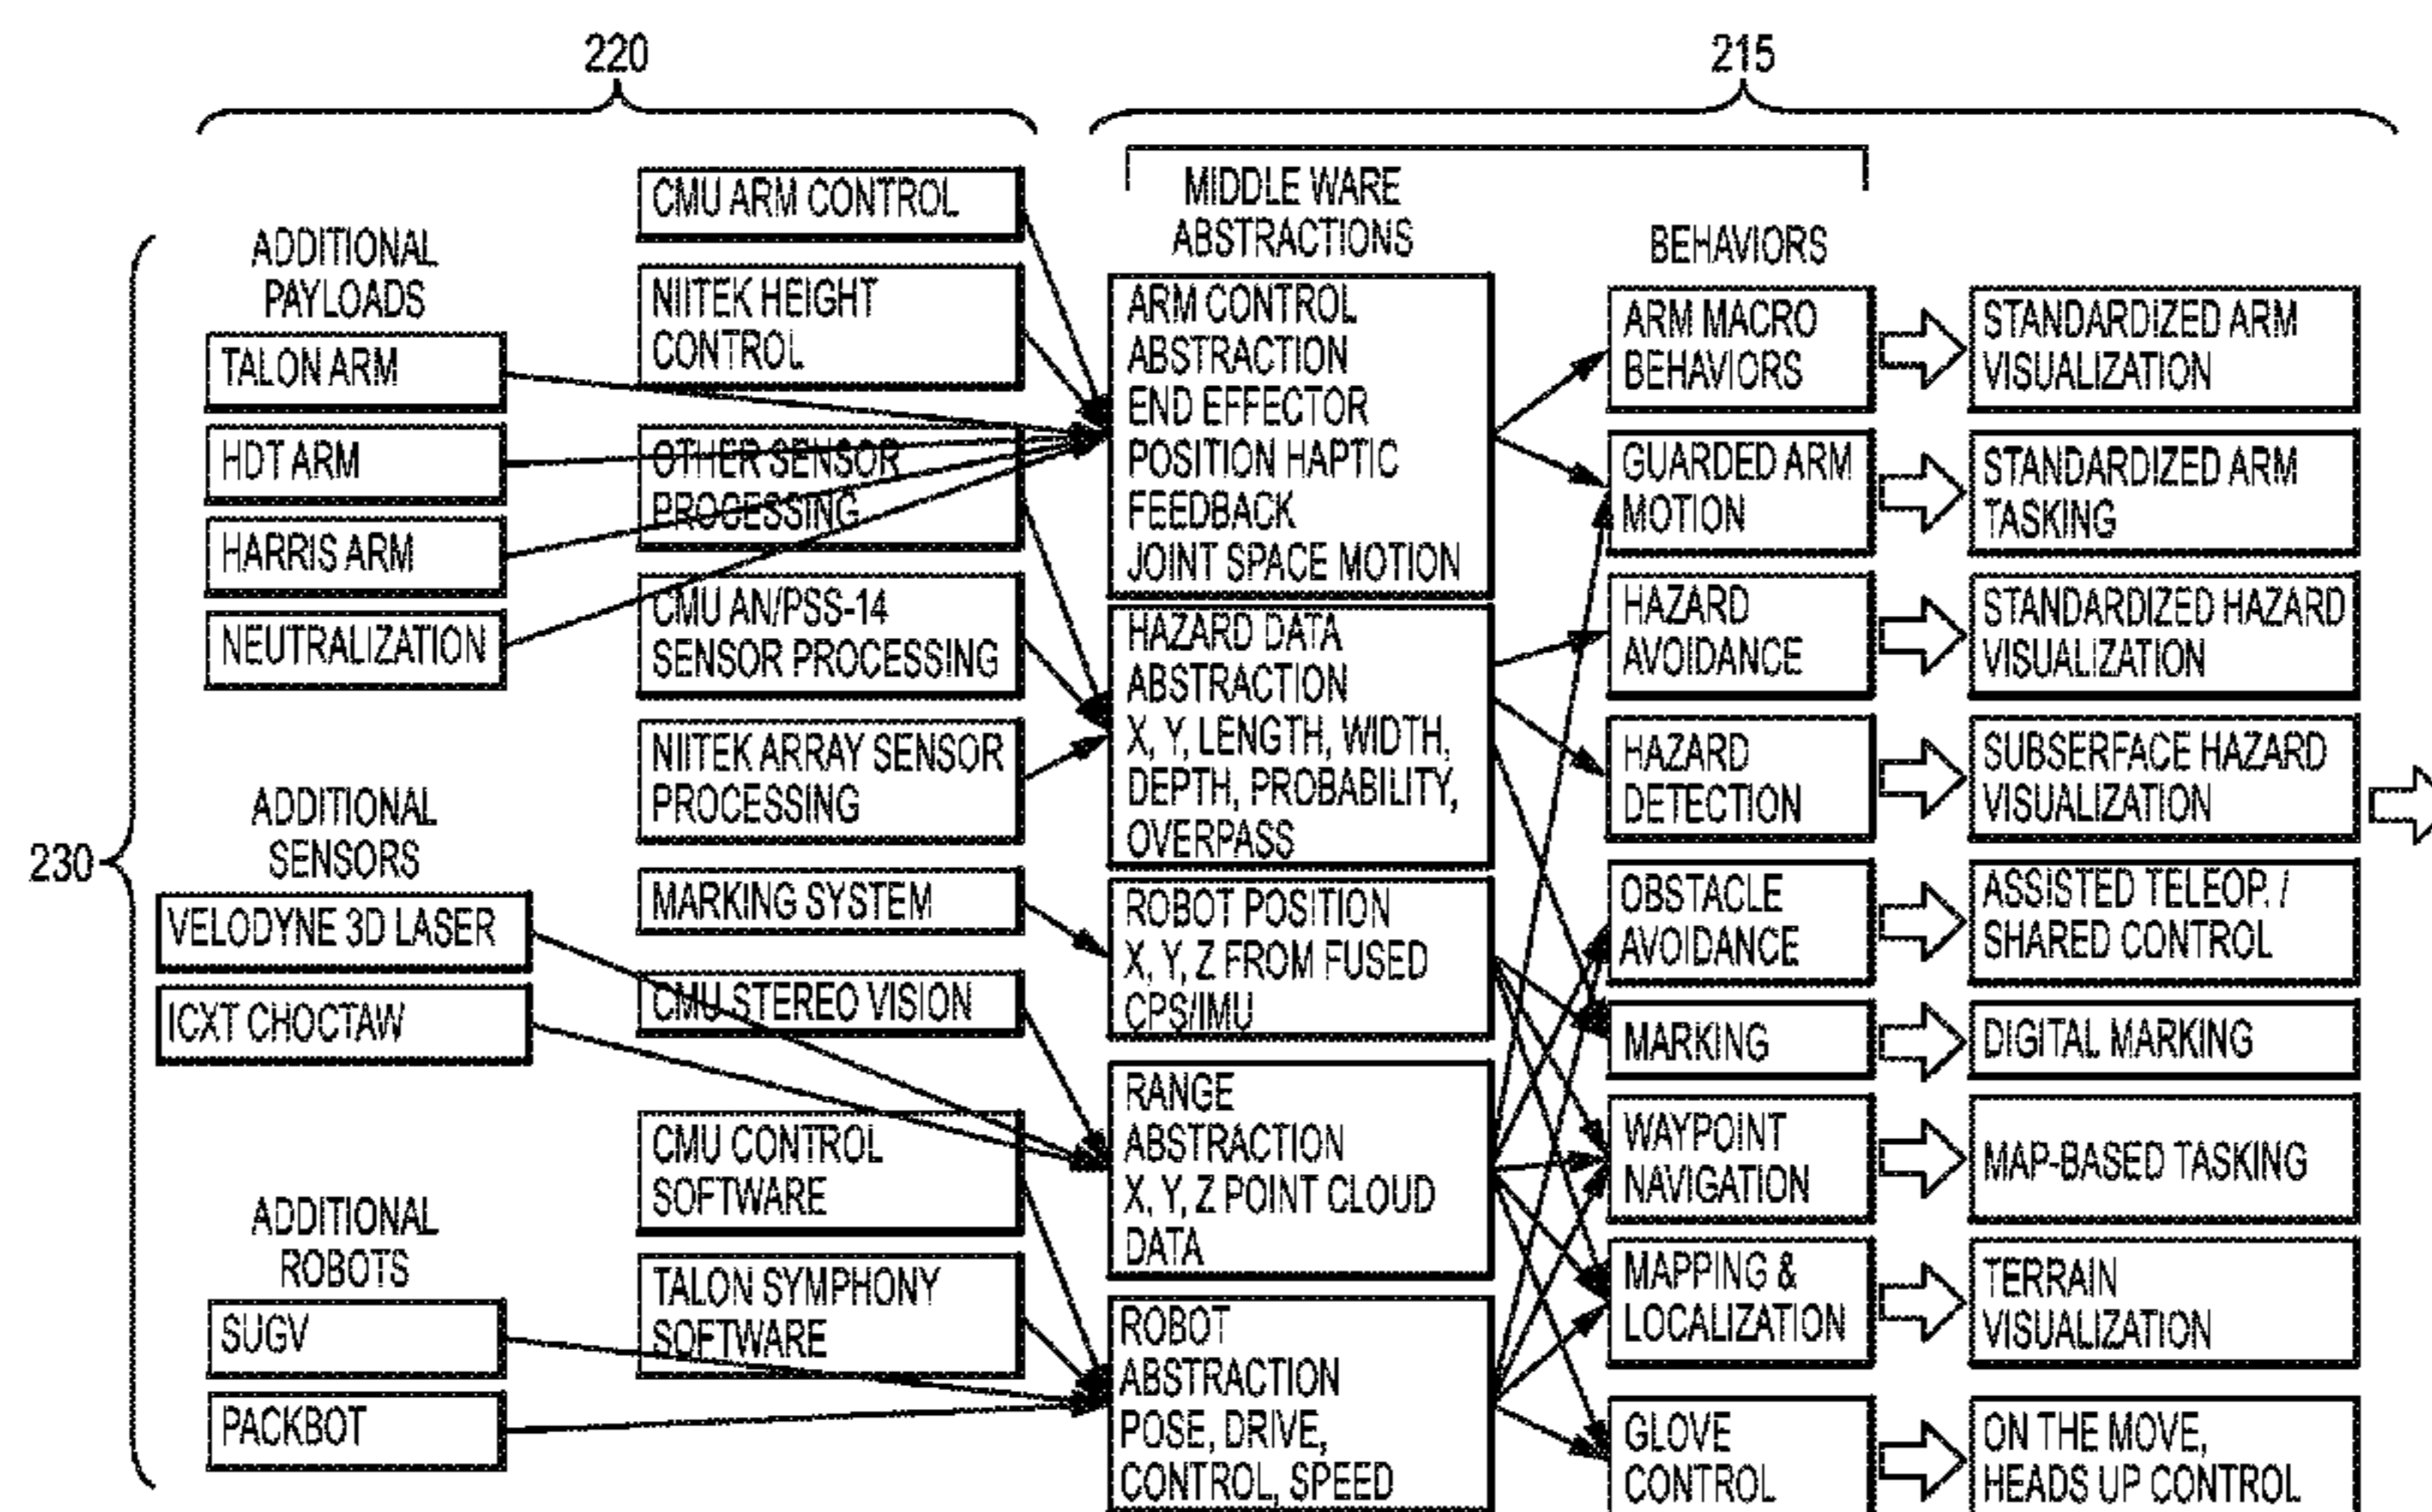 220
215
230
ADDITIONAL
PAYLOADS
TALON ARM
HDT ARM
HARRIS ARM
NEUTRALIZATION
ADDITIONAL
SENSORS
VELODYNE 3D LASER
ICXT CHOCTAW
ADDITIONAL
ROBOTS
SUGV
PACKBOT
CMU ARM CONTROL
NIITEK HEIGHT
CONTROL
OTHER SENSOR
PROCESSING
CMU AN/PSS-14
SENSOR PROCESSING
NIITEK ARRAY SENSOR
PROCESSING
MARKING SYSTEM
CMU STEREO VISION
CMU CONTROL
SOFTWARE
TALON SYMPHONY
SOFTWARE
MIDDLE WARE
ABSTRACTIONS
ARM CONTROL
ABSTRACTION
END EFFECTOR
POSITION HAPTIC
FEEDBACK
JOINT SPACE MOTION
HAZARD DATA
ABSTRACTION
X, Y, LENGTH, WIDTH,
DEPTH, PROBABILITY,
OVERPASS
ROBOT POSITION
X, Y, Z FROM FUSED
CPS/IMU
RANGE
ABSTRACTION
X, Y, Z POINT CLOUD
DATA
ROBOT
ABSTRACTION
POSE, DRIVE,
CONTROL, SPEED
BEHAVIORS
ARM MACRO
BEHAVIORS
GUARDED ARM
MOTION
HAZARD
AVOIDANCE
HAZARD
DETECTION
OBSTACLE
AVOIDANCE
MARKING
WAYPOINT
NAVIGATION
MAPPING &
LOCALIZATION
GLOVE
CONTROL
STANDARDIZED ARM
VISUALIZATION
STANDARDIZED ARM
TASKING
STANDARDIZED HAZARD
VISUALIZATION
SUBSERFACE HAZARD
VISUALIZATION
ASSISTED TELEOP. /
SHARED CONTROL
DIGITAL MARKING
MAP-BASED TASKING
TERRAIN
VISUALIZATION
ON THE MOVE,
HEADS UP CONTROL